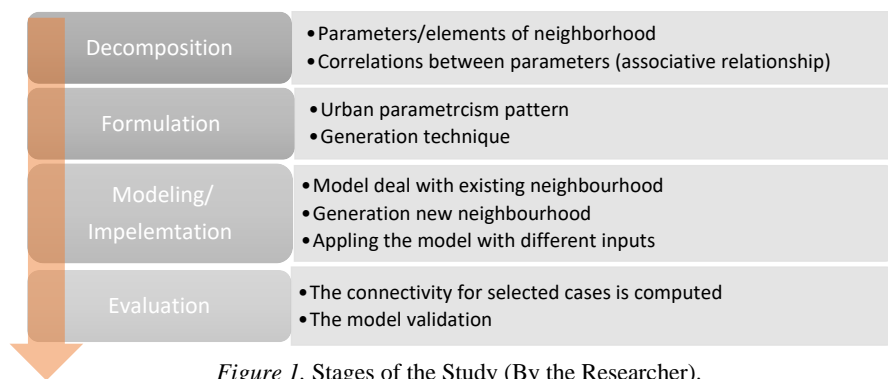 Decomposition
•Parameters/elements of neighborhood
•Correlations between parameters (associative relationship)
Formulation
•Urban parametrcism pattern
•Generation technique
Modeling/
Impelemtation
•Model deal with existing neighbourhood
•Generation new neighbourhood
•Appling the model with different inputs
Evaluation
•The connectivity for selected cases is computed
•The model validation
Figure 1. Stages of the Study (By the Researcher).